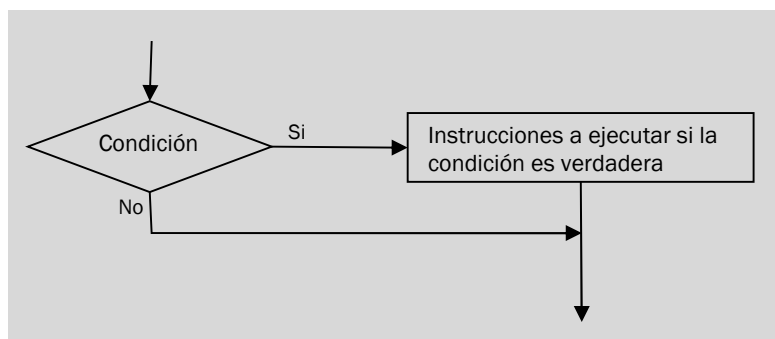 Condición
Si
Instrucciones a ejecutar si la
condición es verdadera
No